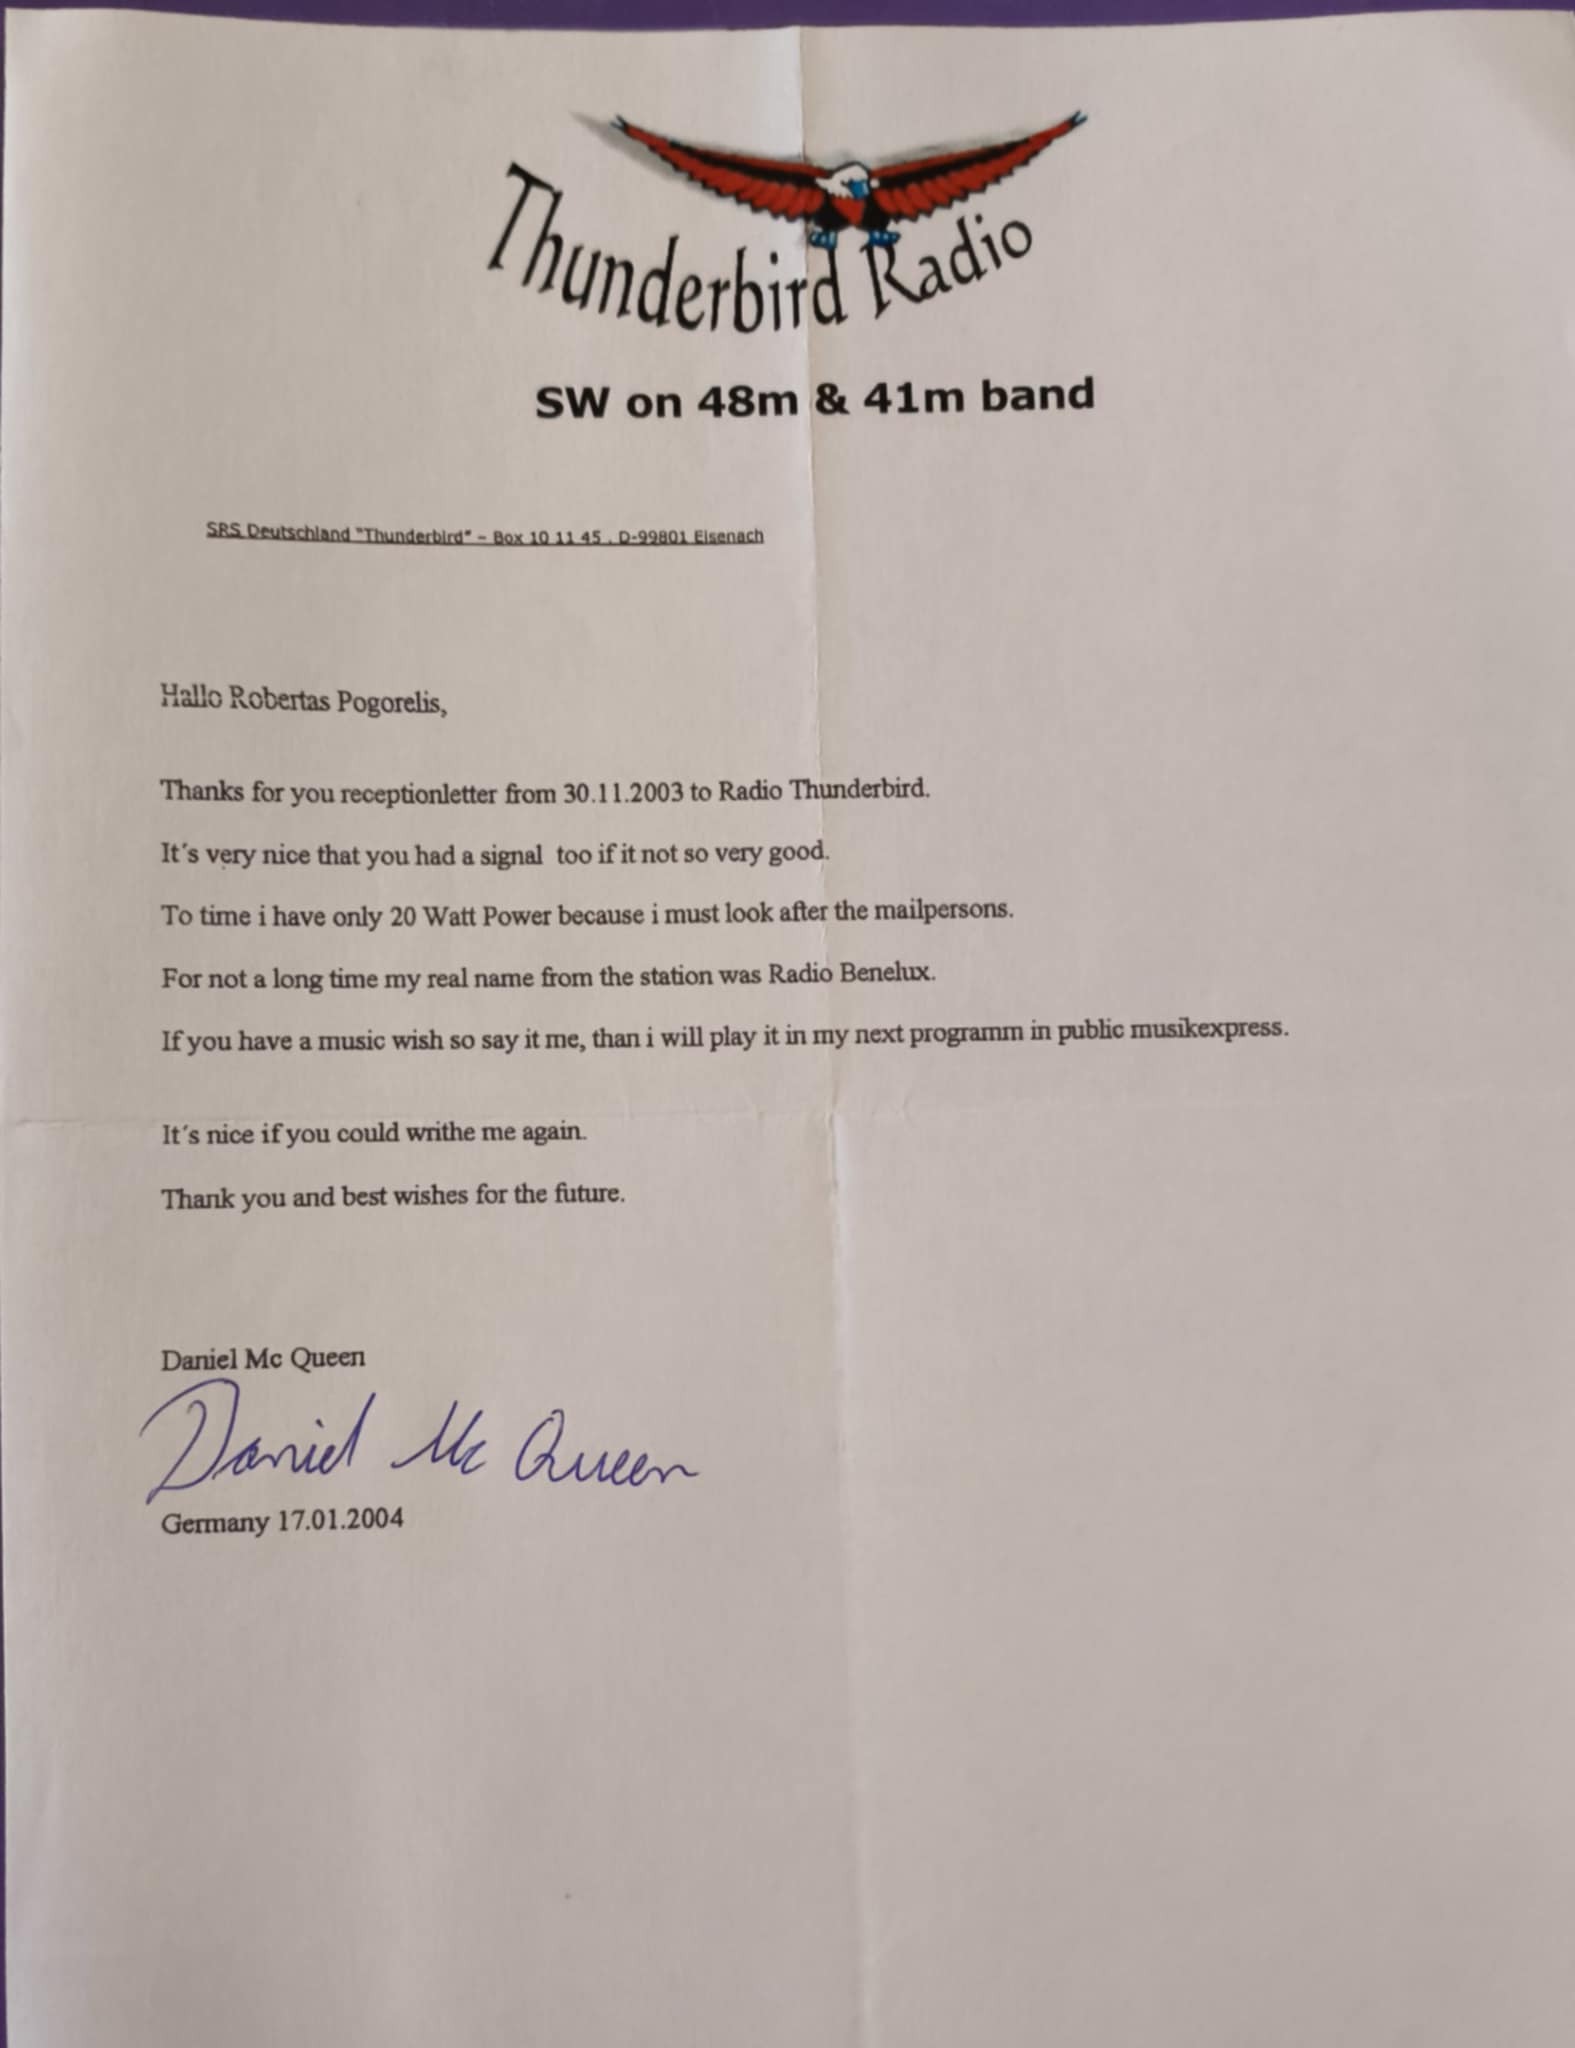 Thunderbird Radio
SW on 48m & 41m band
SRS Deutschland "Thunderbird" – Box 10 11 45 . D-99801 Eisenach
Hallo Robertas Pogorelis,
Thanks for you receptionletter from 30.11.2003 to Radio Thunderbird.
It´s very nice that you had a signal  too if it not so very good.
To time i have only 20 Watt Power because i must look after the mailpersons.
For not a long time my real name from the station was Radio Benelux.
If you have a music wish so say it me, than i will play it in my next programm in public musikexpress.
It´s nice if you could writhe me again.
Thank you and best wishes for the future.
Daniel Mc Queen
Daniel Mc Queen
Germany 17.01.2004